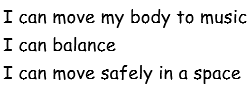 I can move my body to music
I can balance
I can move safely in a space